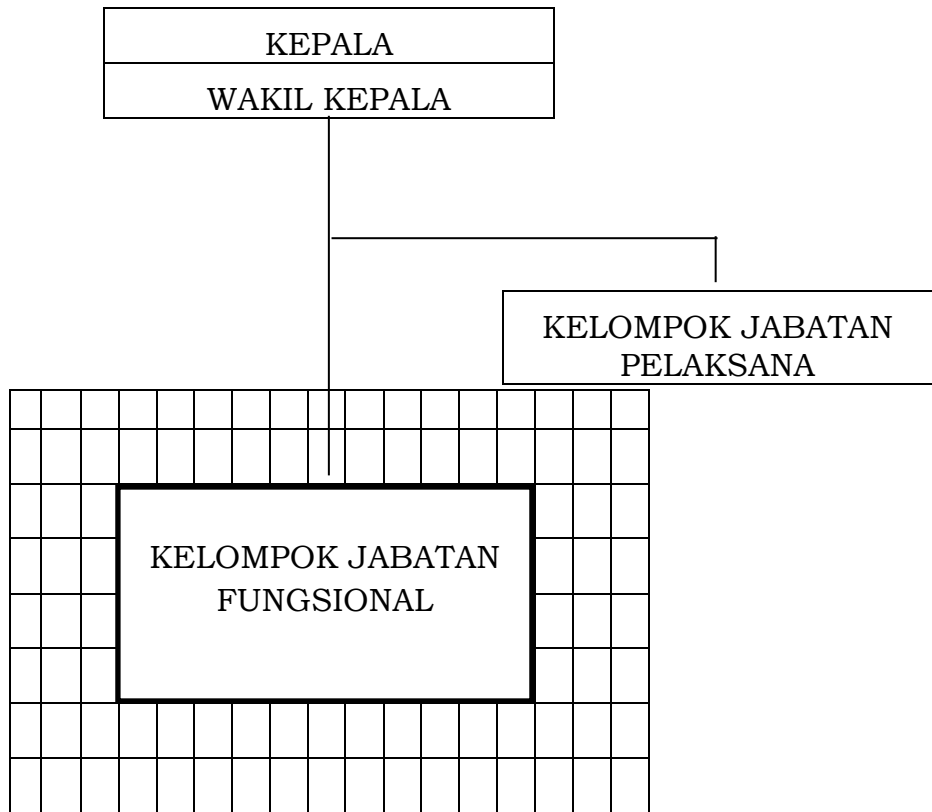 KEPALA
WAKIL KEPALA
KELOMPOK JABATAN
PELAKSANA
KELOMPOK JABATAN
FUNGSIONAL